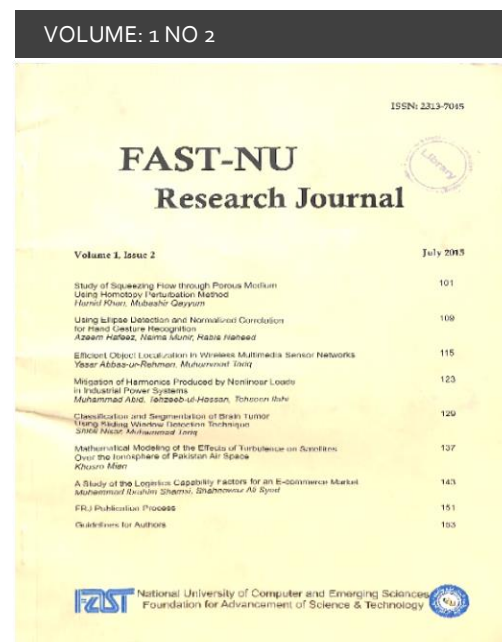 VOLUME: 1 NO 2
ISSN: 2313-7045
Library
FAST-NU
Research Journal
Volume 1, Issue 2 July 2015
Study of Squeezing Flow through Porous Medium 101
Using Homotopy Perturbation Method
Hamid Khan, Mubashir Qayyum
Using Ellipse Detection and Normalized Correlation 109
for Hand Gesture Recognition
Azeem Hafeez, Naima Munir, Rabia Naheed
Efficient Object Localization in Wireless Multimedia Sensor Networks 115
Yasar Abbas-ur-Rehman, Muhammad Tariq
Mitigation of Harmonics Produced by Nonlinear Loads 123
in Industrial Power Systems
Muhammad Abid, Tehzeeb-ul-Hassan, Tehseen Ilahi
Classification and Segmentation of Brain Tumor 129
Using Sliding Window Detection Technique
Nisar, Muhammad Tariq
Mathematical Modeling of the Effects of Turbulence on Satellites 137
Over the Ionosphere of Pakistan Air Space
Khusro Mian
A Study of the Logistics Capability Factors for an E-commerce Market 143
Muhammad Ibrahim Shamsi, Shahnawaz Ali Syed
FRJ Publication Process 151
Guidelines for Authors 153
FAST National University of Computer and Emerging Sciences
Foundation for Advancement of Science & Technology